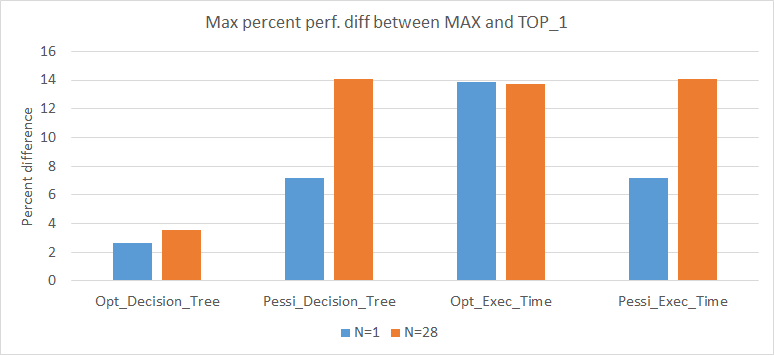 Max percent perf. diff between MAX and TOP_1
Percent difference
16
14
12
10
8
6
4
2
0
Opt_Decision_Tree Pessi_Decision_Tree Opt_Exec_Time Pessi_Exec_Time
N=1 N=28